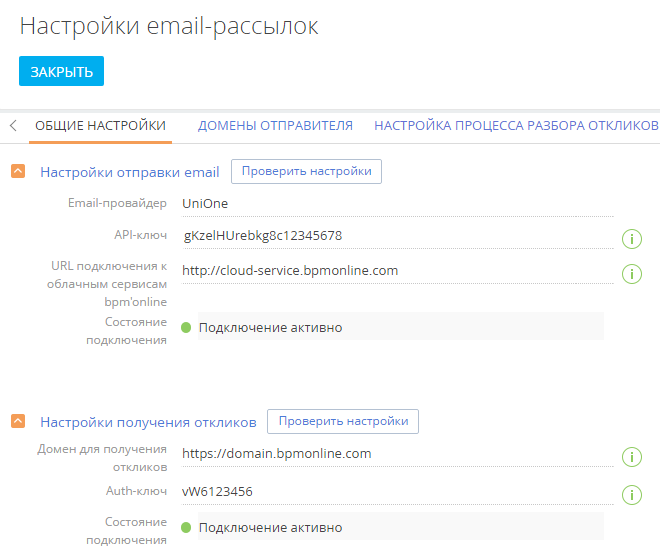 Настройки email-рассылок
ЗАКРЫТЬ
ОБЩИЕ НАСТРОЙКИ ДОМЕНЫ ОТПРАВИТЕЛЯ НАСТРОЙКА ПРОЦЕССА РАЗБОРА ОТКЛИКОВ
Настройки отправки email Проверить настройки
Email-провайдер UniOne
API-ключ gKzelHUrebkg8c12345678
URL подключения к
облачным сервисам
bpm'online
http://cloud-service.bpmonline.com
Состояние
подключения
Подключение активно
Настройки получения откликов Проверить настройки
Домен для получения
откликов
https://domain.bpmonline.com
Auth-ключ vW6123456
Состояние
подключения
Подключение активно